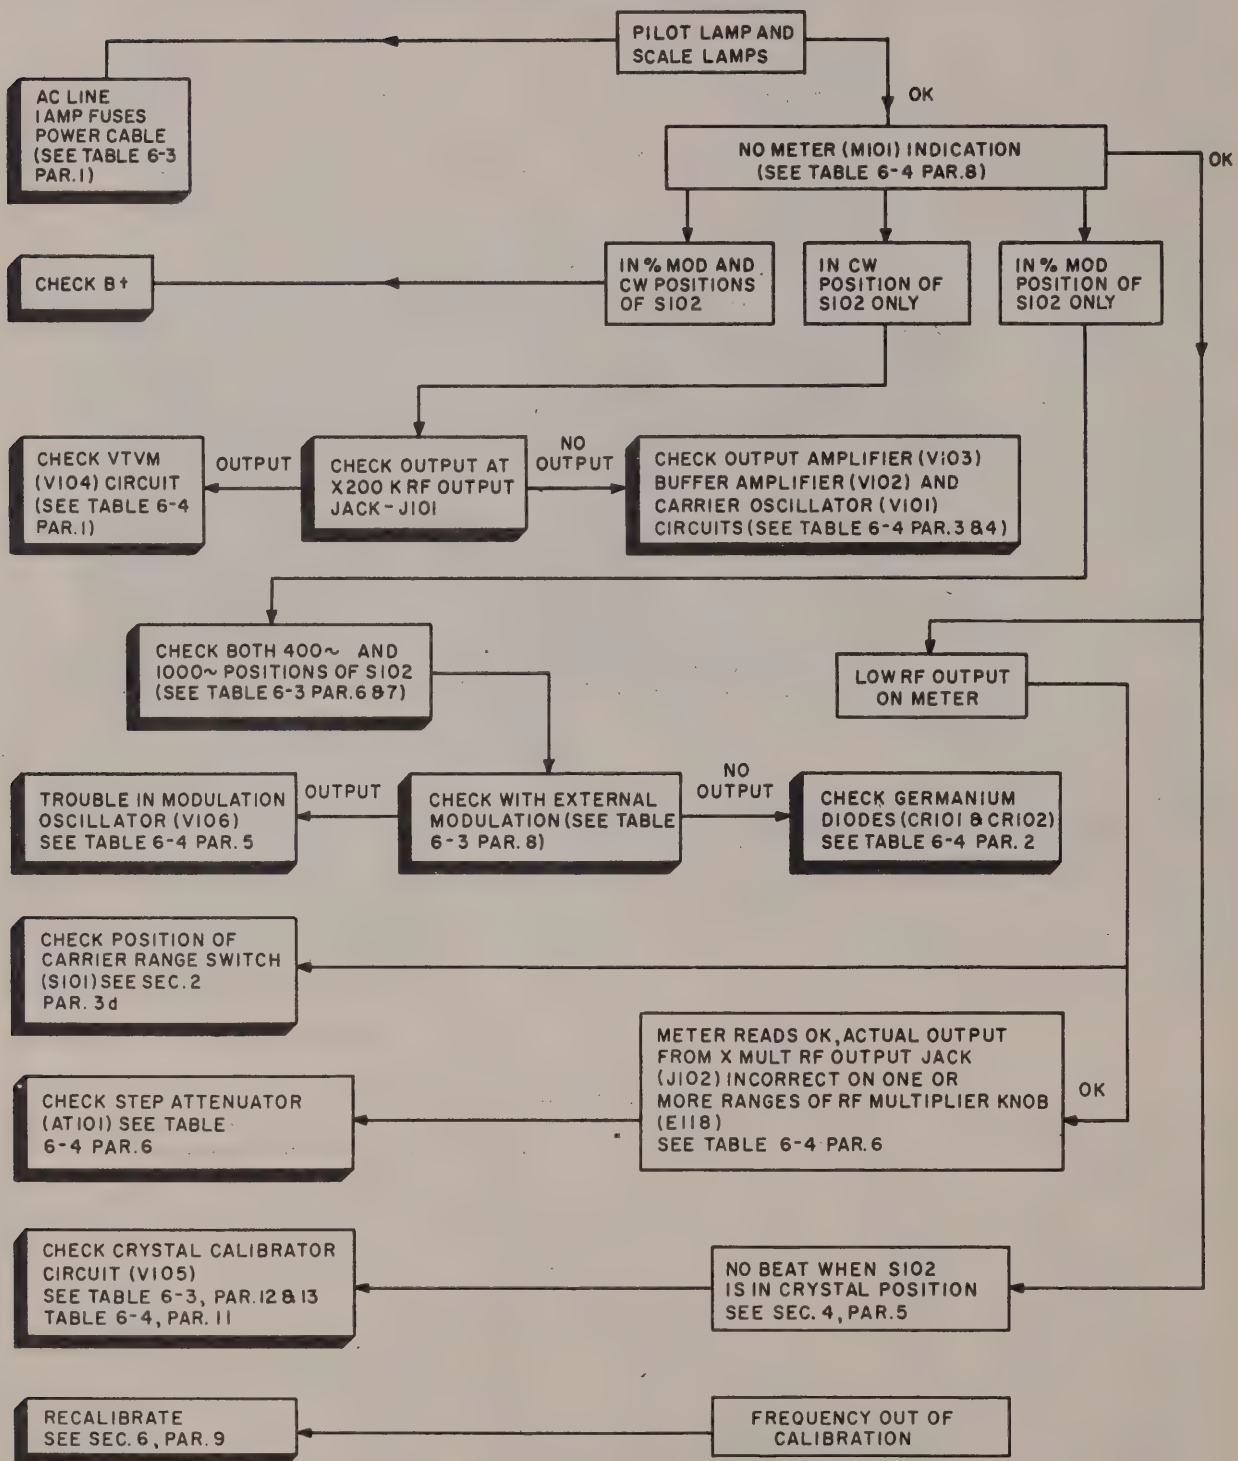 PILOT LAMP AND
SCALE LAMPS
OK
AC LINE
1 AMP FUSES
POWER CABLE
(SEE TABLE 6-3
PAR.1)
NO METER (M101) INDICATION
(SEE TABLE 6-4 PAR.8)
OK
CHECK B+
IN % MOD AND
CW POSITIONS
OF S102
IN CW
POSITION OF
S102 ONLY
IN % MOD
POSITION OF
S102 ONLY
CHECK VTVM
(V104) CIRCUIT
(SEE TABLE 6-4
PAR.1)
OUTPUT
CHECK OUTPUT AT
X200 K RF OUTPUT
JACK-J101
NO
OUTPUT
CHECK OUTPUT AMPLIFIER (V103)
BUFFER AMPLIFIER (V102) AND
CARRIER OSCILLATOR (V101)
CIRCUITS (SEE TABLE 6-4 PAR.3 & 4)
CHECK BOTH 400~ AND
1000~ POSITIONS OF S102
(SEE TABLE 6-3 PAR.6 & 7)
LOW RF OUTPUT
ON METER
TROUBLE IN MODULATION
OSCILLATOR (V106)
SEE TABLE 6-4 PAR.5
OUTPUT
CHECK WITH EXTERNAL
MODULATION (SEE TABLE
6-3 PAR.8)
NO
OUTPUT
CHECK GERMANIUM
DIODES (CR101 & CR102)
SEE TABLE 6-4 PAR. 2
CHECK POSITION OF
CARRIER RANGE SWITCH
(S101) SEE SEC.2
PAR. 3d
METER READS OK, ACTUAL OUTPUT
FROM X MULT RF OUTPUT JACK
(J102) INCORRECT ON ONE OR
MORE RANGES OF RF MULTIPLIER KNOB
(E118)
SEE TABLE 6-4 PAR.6
OK
CHECK STEP ATTENUATOR
(AT101) SEE TABLE
6-4 PAR.6
CHECK CRYSTAL CALIBRATOR
CIRCUIT (V105)
SEE TABLE 6-3, PAR.12 & 13
TABLE 6-4, PAR. 11
NO BEAT WHEN S102
IS IN CRYSTAL POSITION
SEE SEC. 4, PAR.5
RECALIBRATE
SEE SEC. 6, PAR. 9
FREQUENCY OUT OF
CALIBRATION